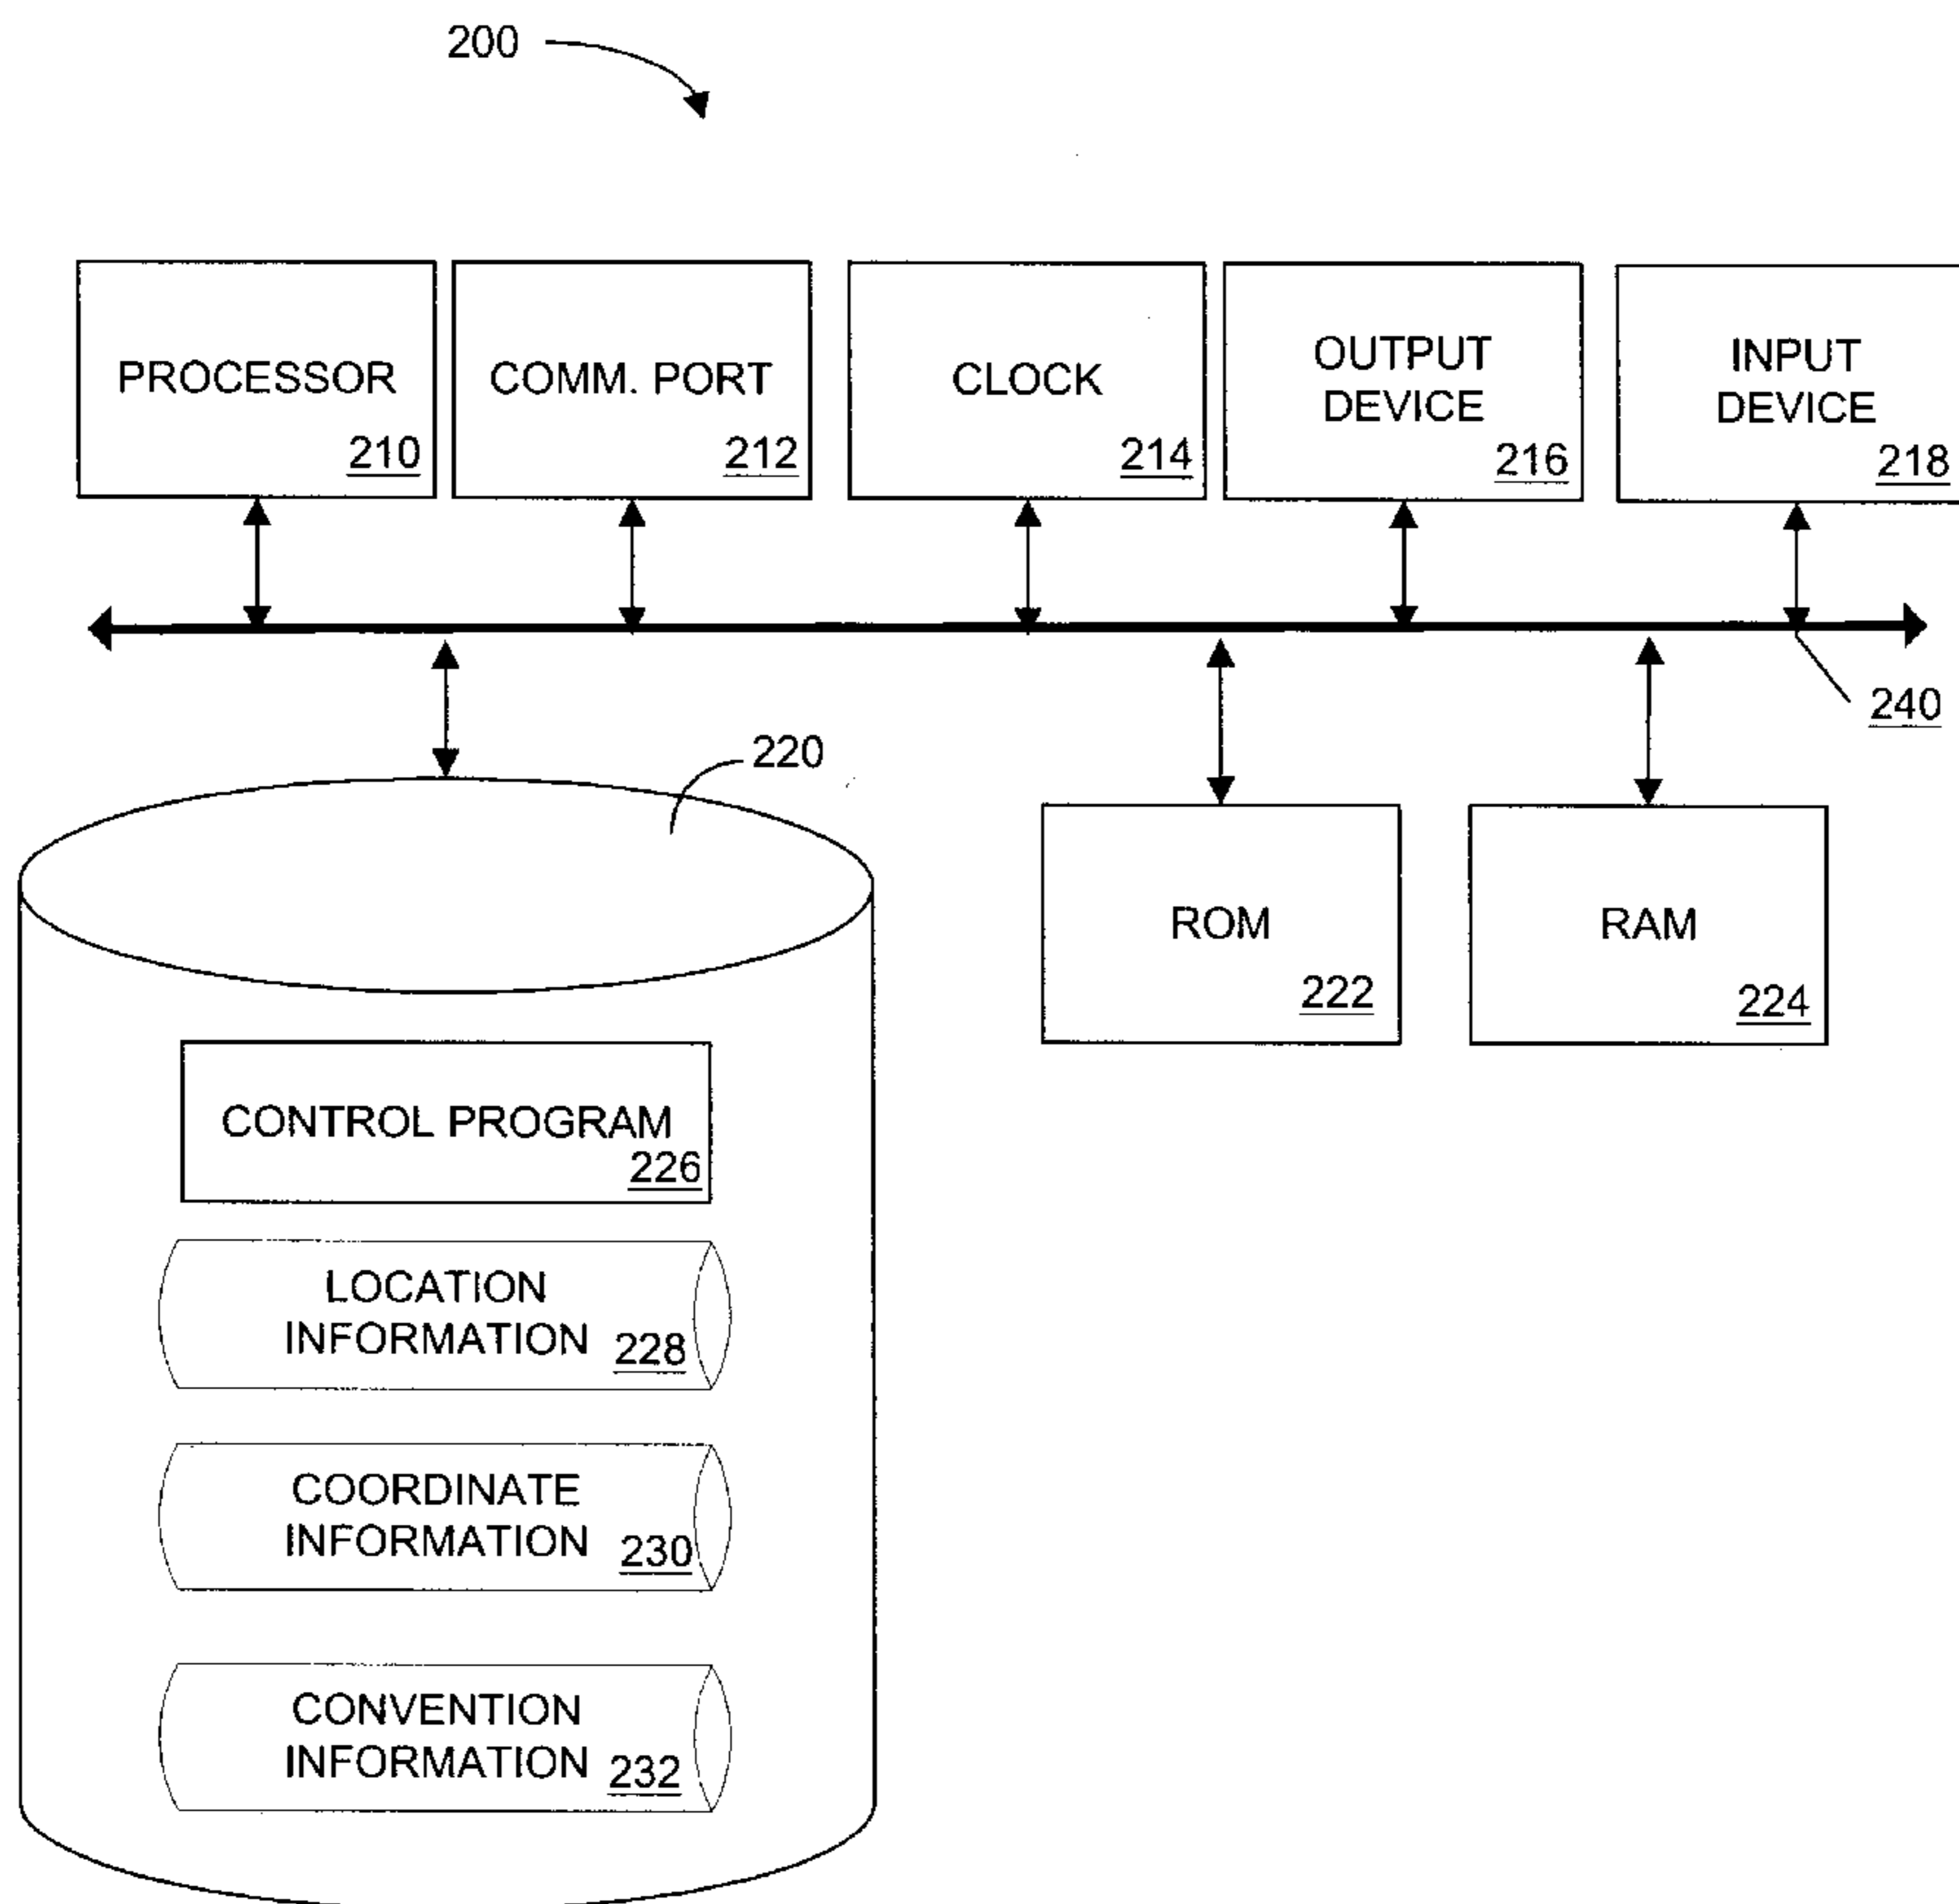 200
PROCESSOR
210
COMM. PORT
212
CLOCK
214
OUTPUT
DEVICE
216
INPUT
DEVICE
218
240
220
ROM
222
RAM
224
CONTROL PROGRAM
226
LOCATION
INFORMATION
228
COORDINATE
INFORMATION
230
CONVENTION
INFORMATION
232